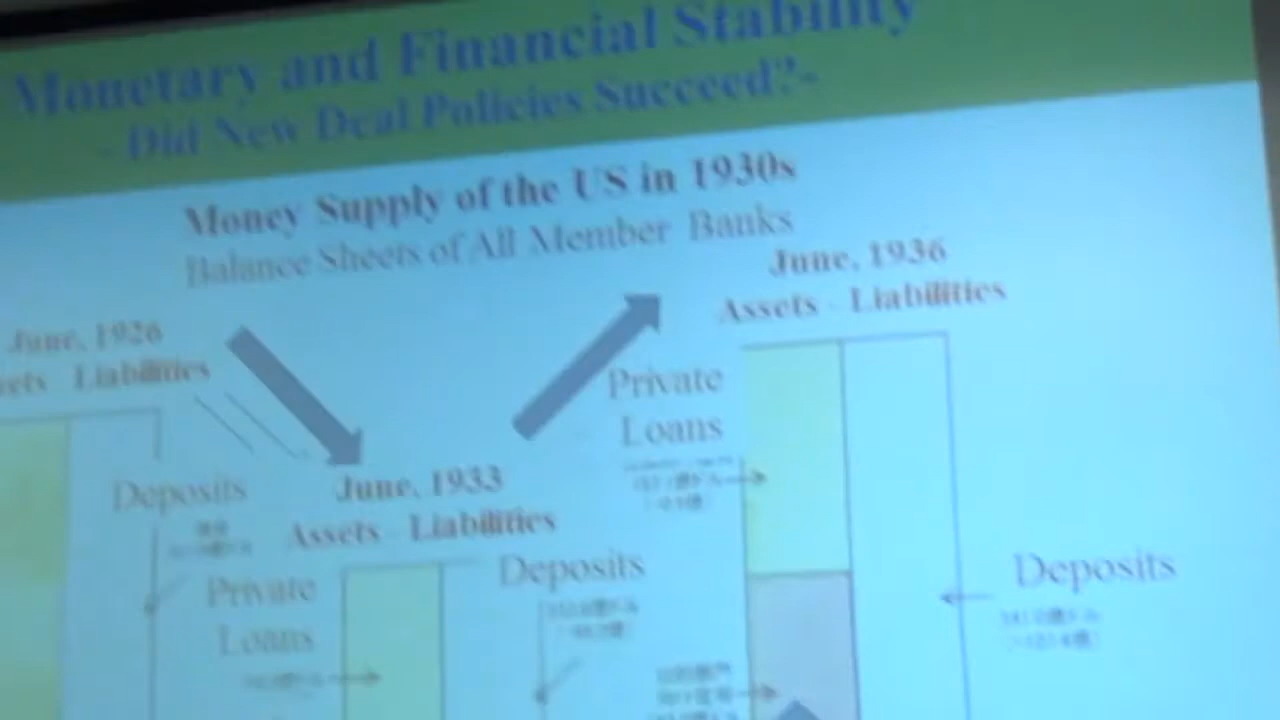 Monetary and Financial Stability
- Did New Deal Policies Succeed?-
Money Supply of the US in 1930s
Balance Sheets of All Member Banks
June, 1926
Liabilities
Deposits
June, 1933
Assets - Liabilities
Private
Loans
Deposits
June, 1936
Assets - Liabilities
Private
Loans
Deposits